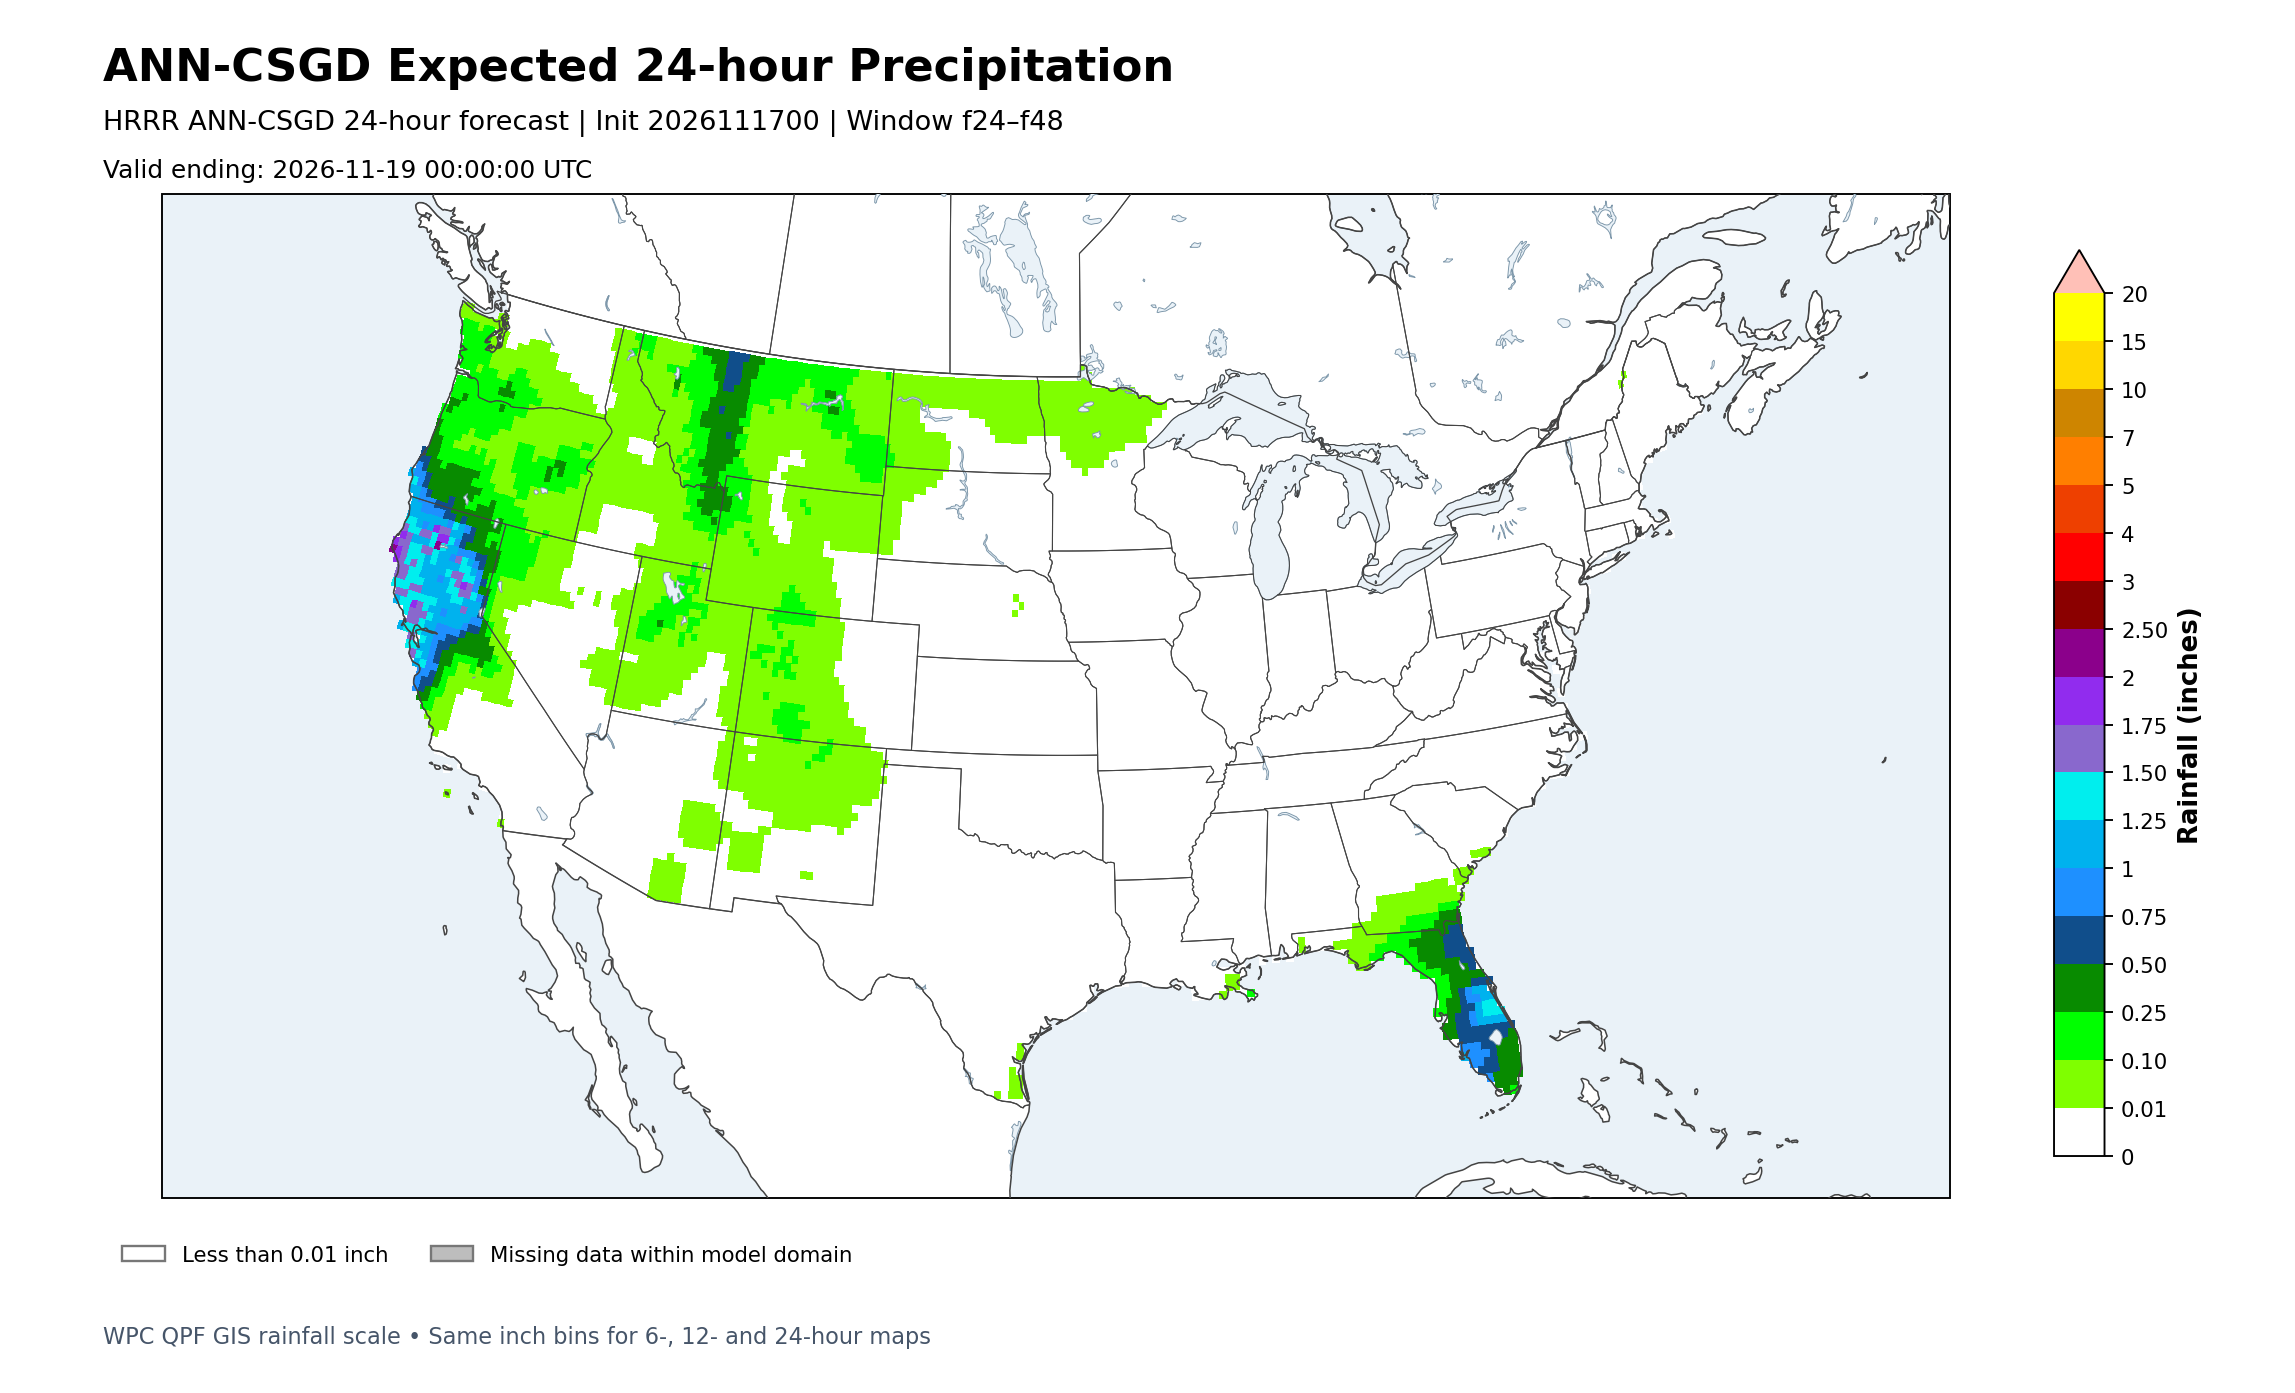 ANN-CSGD Expected 24-hour Precipitation
HRRR ANN-CSGD 24-hour forecast | Init 2026111700 | Window f24–f48
Valid ending: 2026-11-19 00:00:00 UTC
20
15
10
7
5
4
3
2.50
2
1.75
1.50
1.25
1
0.75
0.50
0.25
0.10
0.01
0
Rainfall (inches)
Less than 0.01 inch
Missing data within model domain
WPC QPF GIS rainfall scale • Same inch bins for 6-, 12- and 24-hour maps